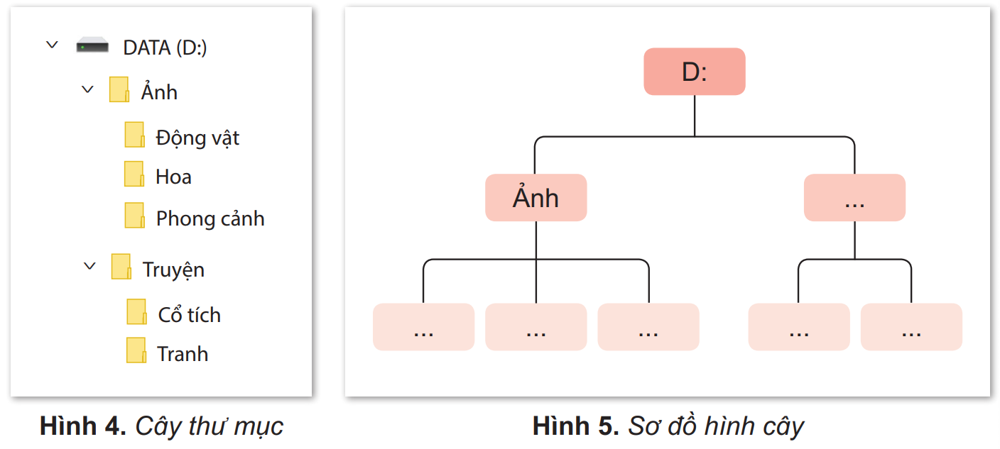 DATA (D:)
Ảnh
Động vật
Hoa
Phong cảnh
Truyện
Cổ tích
Tranh
Hình 4. Cây thư mục
D:
Ảnh
...
...
...
...
...
...
Hình 5. Sơ đồ hình cây